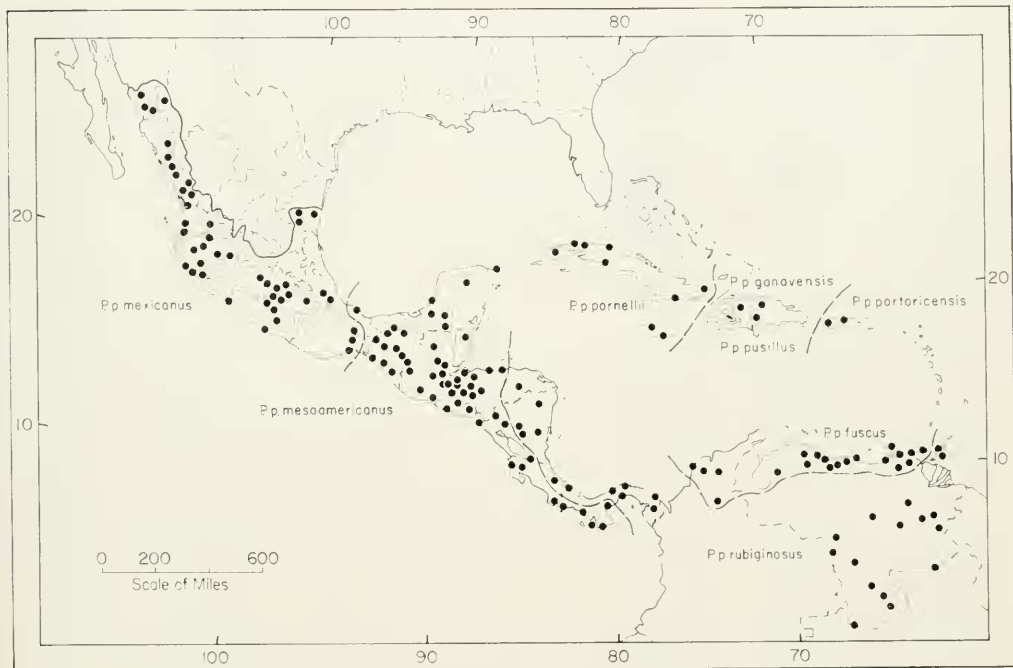 100 90 80 70
20
P.p. gonavensis
P.p. portoricensis
P.p. mexicanus
P.p. parnellii
P.p. pusillus
20
P.p. mesoamericanus
10
P.p. fuscus
10
P.p. rubiginosus
0 200 600
Scale of Miles
100 90 80 70